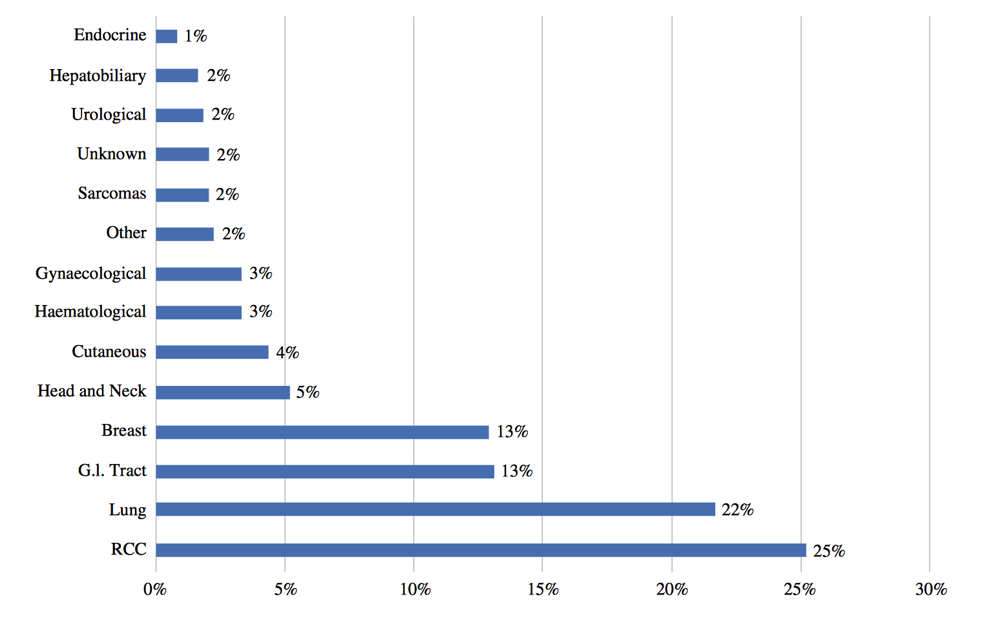 Endocrine 1%
Hepatobiliary 2%
Urological 2%
Unknown 2%
Sarcomas 2%
Other 2%
Gynaecological 3%
Haematological 3%
Cutaneous 4%
Head and Neck 5%
Breast 13%
G.l. Tract 13%
Lung 22%
RCC 25%
0% 5% 10% 15% 20% 25% 30%